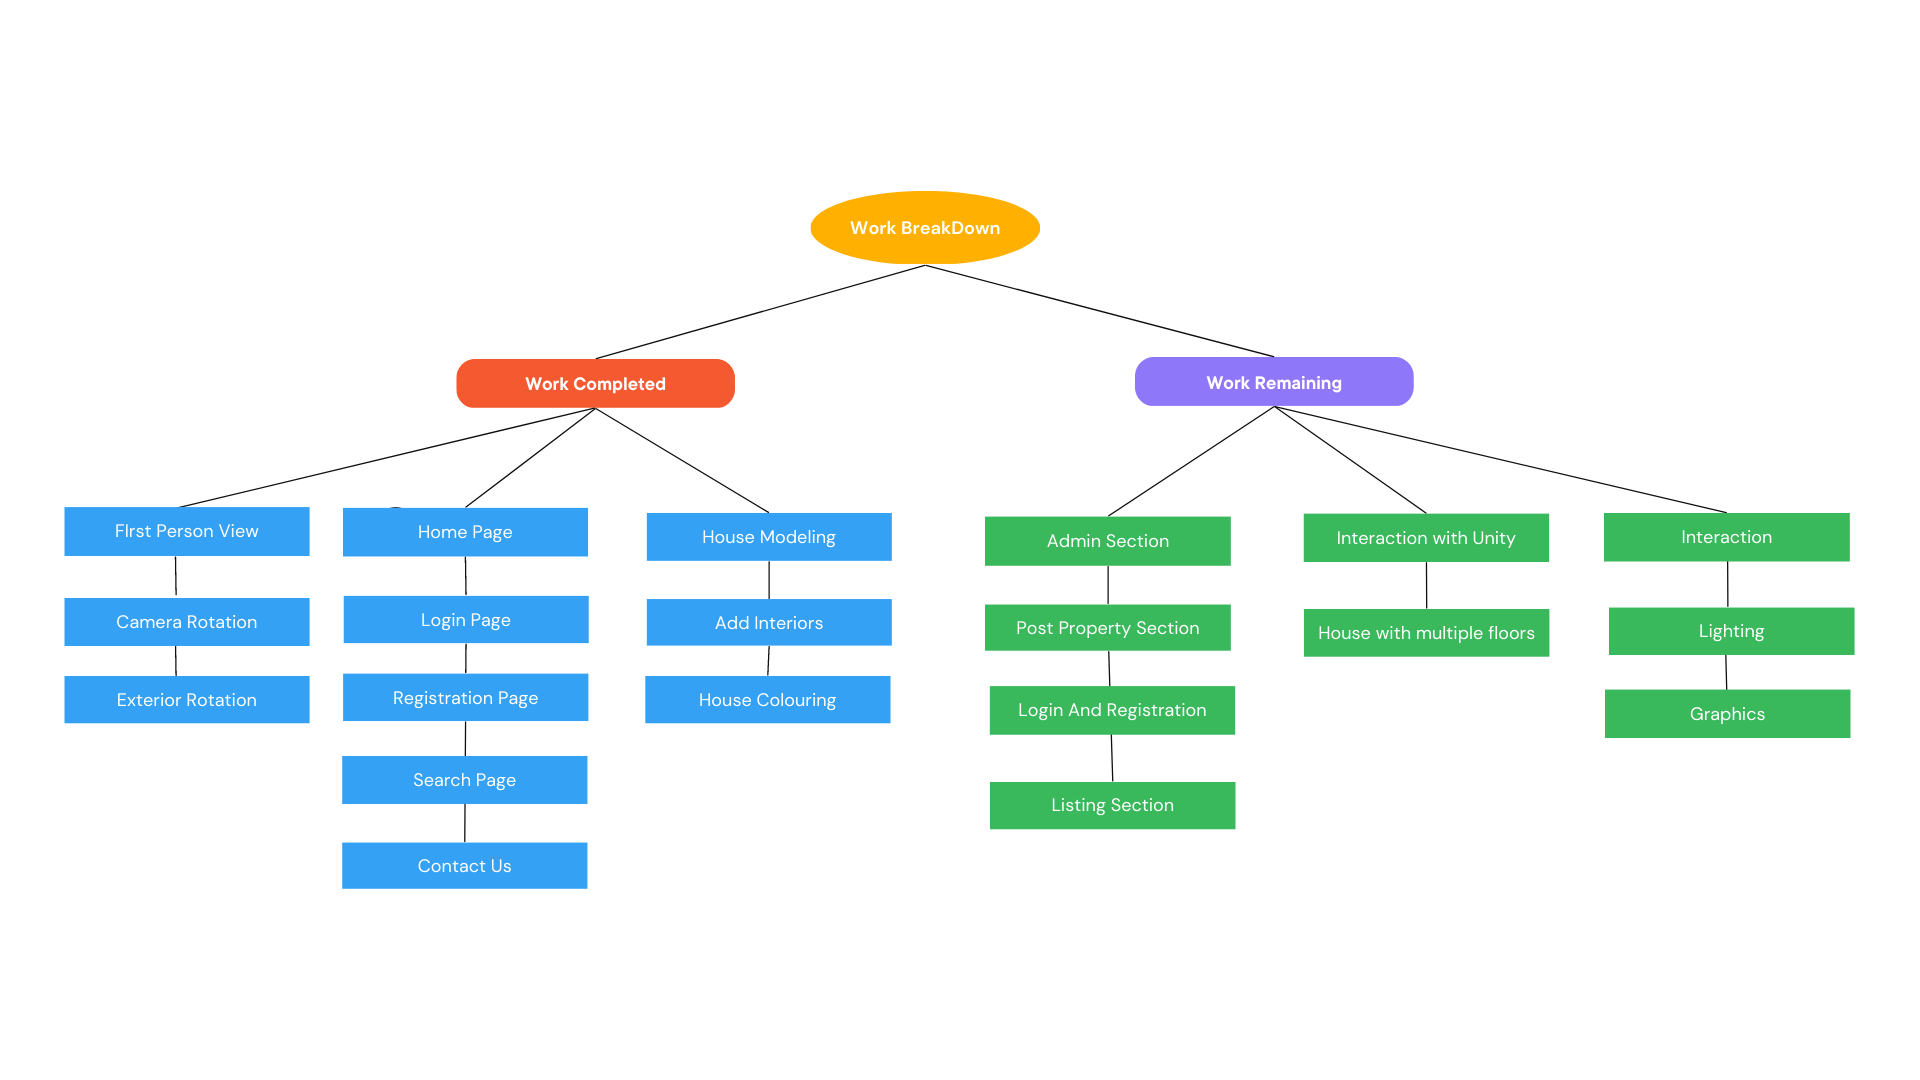 Work BreakDown
Work Completed
Work Remaining
FIrst Person View
Camera Rotation
Exterior Rotation
Home Page
Login Page
Registration Page
Search Page
Contact Us
House Modeling
Add Interiors
House Colouring
Admin Section
Post Property Section
Login And Registration
Listing Section
Interaction with Unity
House with multiple floors
Interaction
Lighting
Graphics